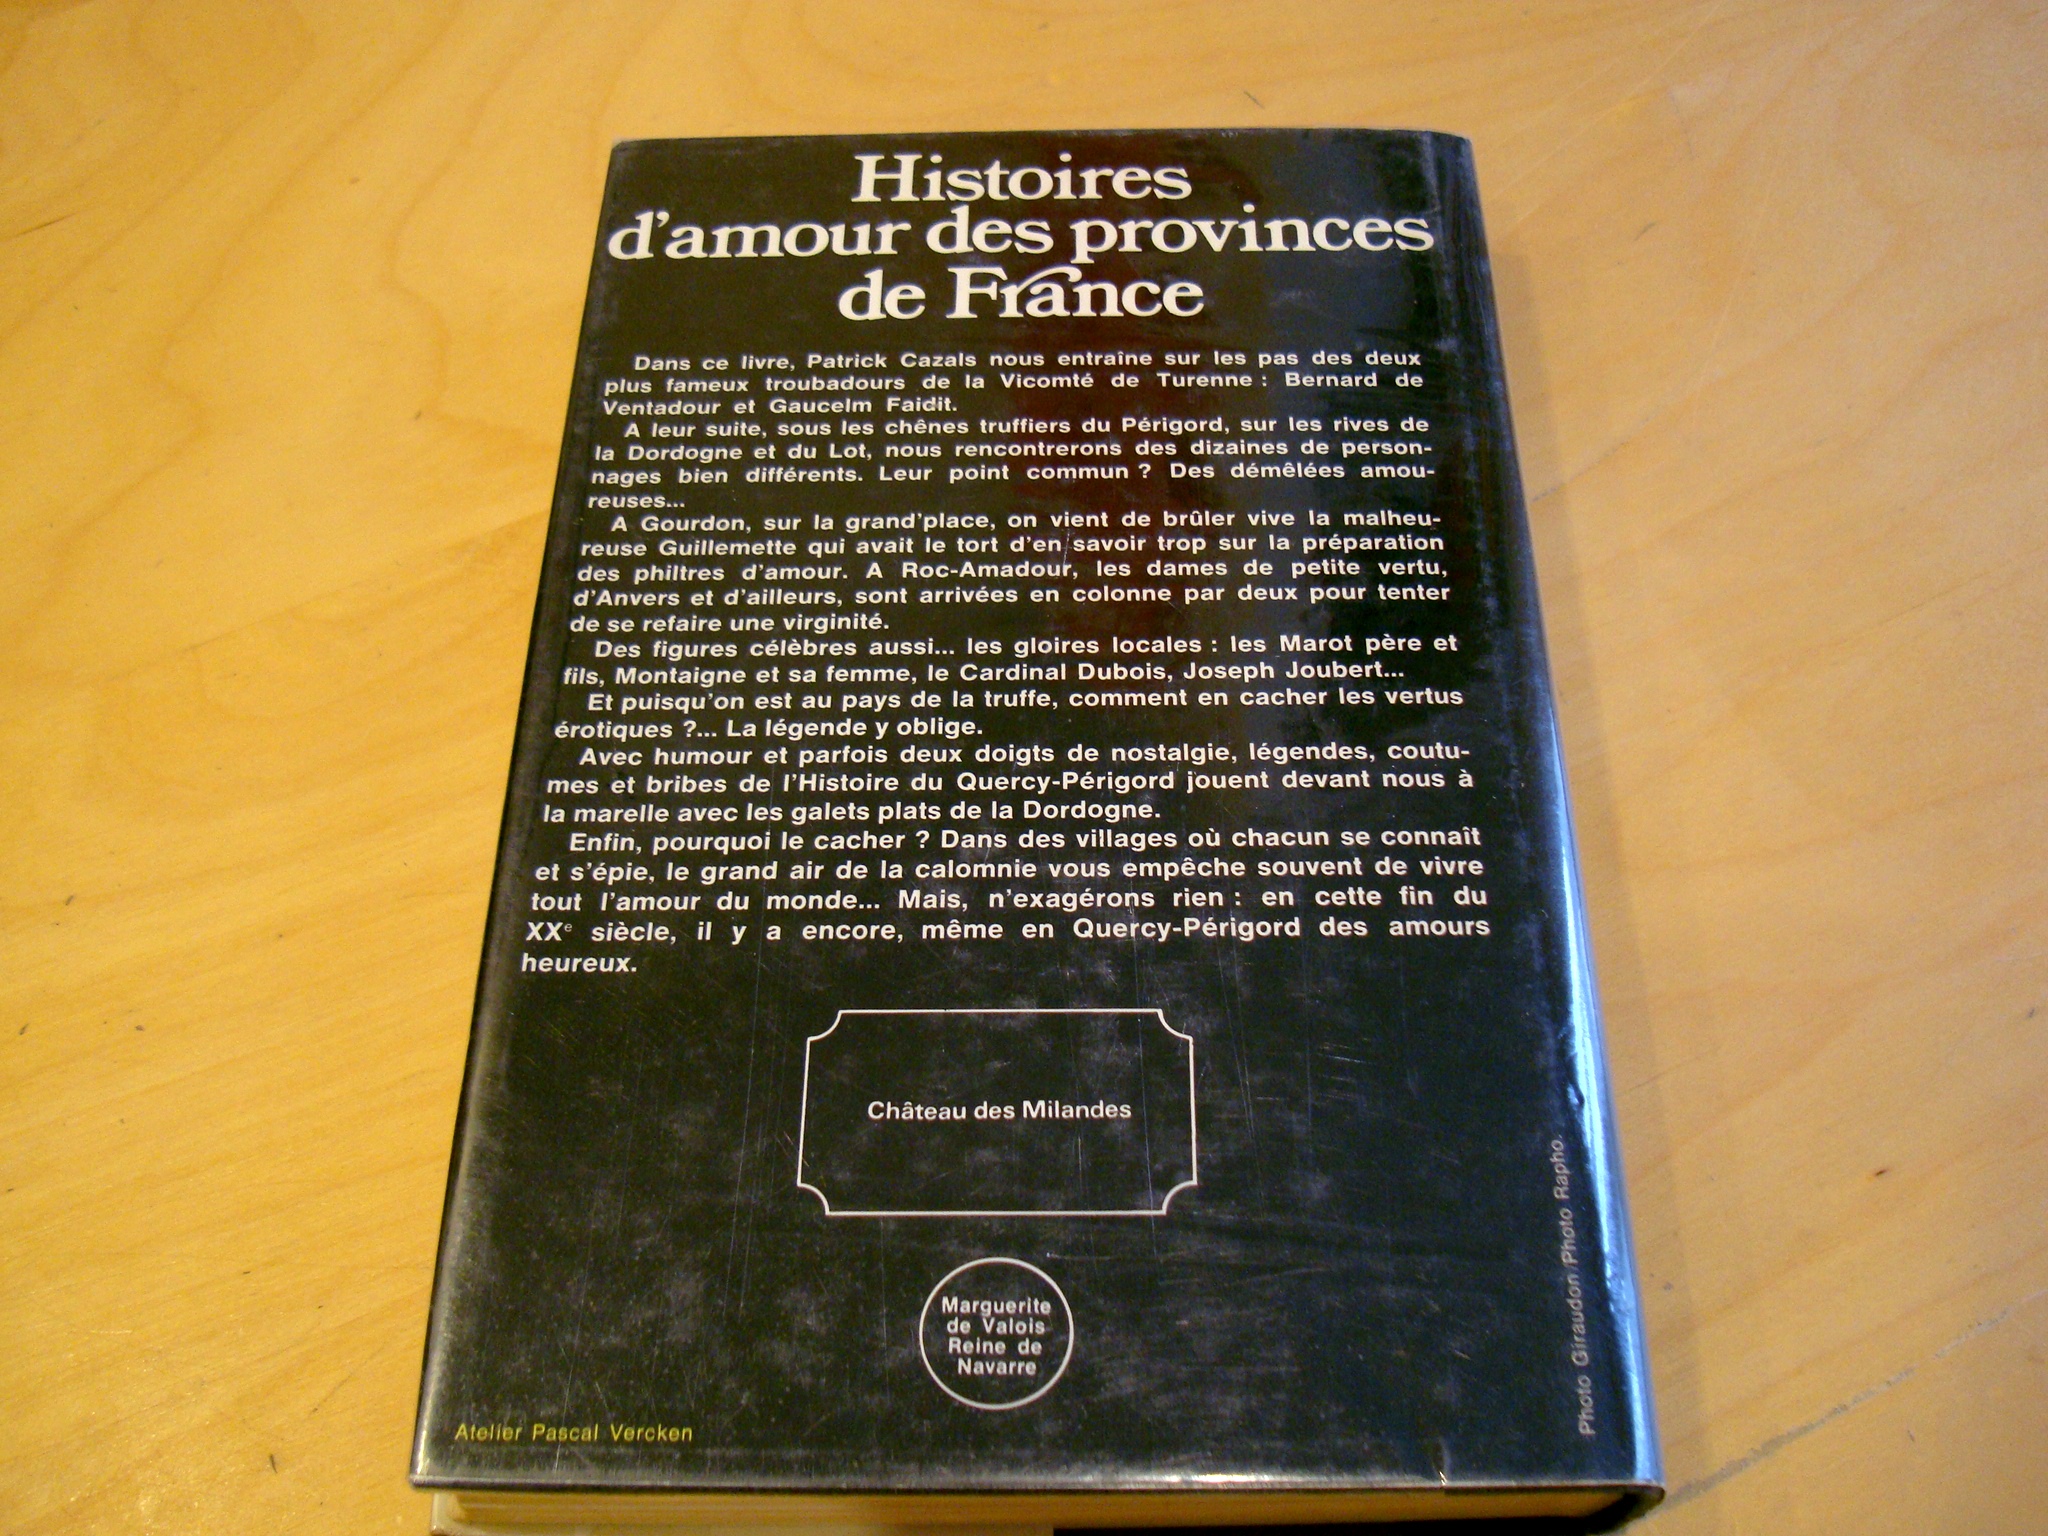 Histoires
d'amour des provinces
de France
Dans ce livre, Patrick Cazals nous entraîne sur les pas des deux
plus fameux troubadours de la Vicomté de Turenne : Bernard de
Ventadour et Gaucelm Faidit.
A leur suite, sous les chênes truffiers du Périgord, sur les rives de
la Dordogne et du Lot, nous rencontrerons des dizaines de person-
nages bien différents. Leur point commun ? Des démêlées amou-
reuses...
A Gourdon, sur la grand'place, on vient de brûler vive la malheu-
reuse Guillemette qui avait le tort d'en savoir trop sur la préparation
des philtres d'amour. A Roc-Amadour, les dames de petite vertu,
d'Anvers et d'ailleurs, sont arrivées en colonne par deux pour tenter
de se refaire une virginité.
Des figures célèbres aussi... les gloires locales : les Marot père et
fils, Montaigne et sa femme, le Cardinal Dubois, Joseph Joubert...
Et puisqu'on est au pays de la truffe, comment en cacher les vertus
érotiques ?... La légende y oblige.
Avec humour et parfois deux doigts de nostalgie, légendes, coutu-
mes et bribes de l'Histoire du Quercy-Périgord jouent devant nous à
la marelle avec les galets plats de la Dordogne.
Enfin, pourquoi le cacher ? Dans des villages où chacun se connaît
et s'épie, le grand air de la calomnie vous empêche souvent de vivre
tout l'amour du monde... Mais, n'exagérons rien : en cette fin du
XXe siècle, il y a encore, même en Quercy-Périgord des amours
heureux.
Château des Milandes
Marguerite
de Valois
Reine de
Navarre
Atelier Pascal Vercken
Photo Giraudon/Photo Rapho.